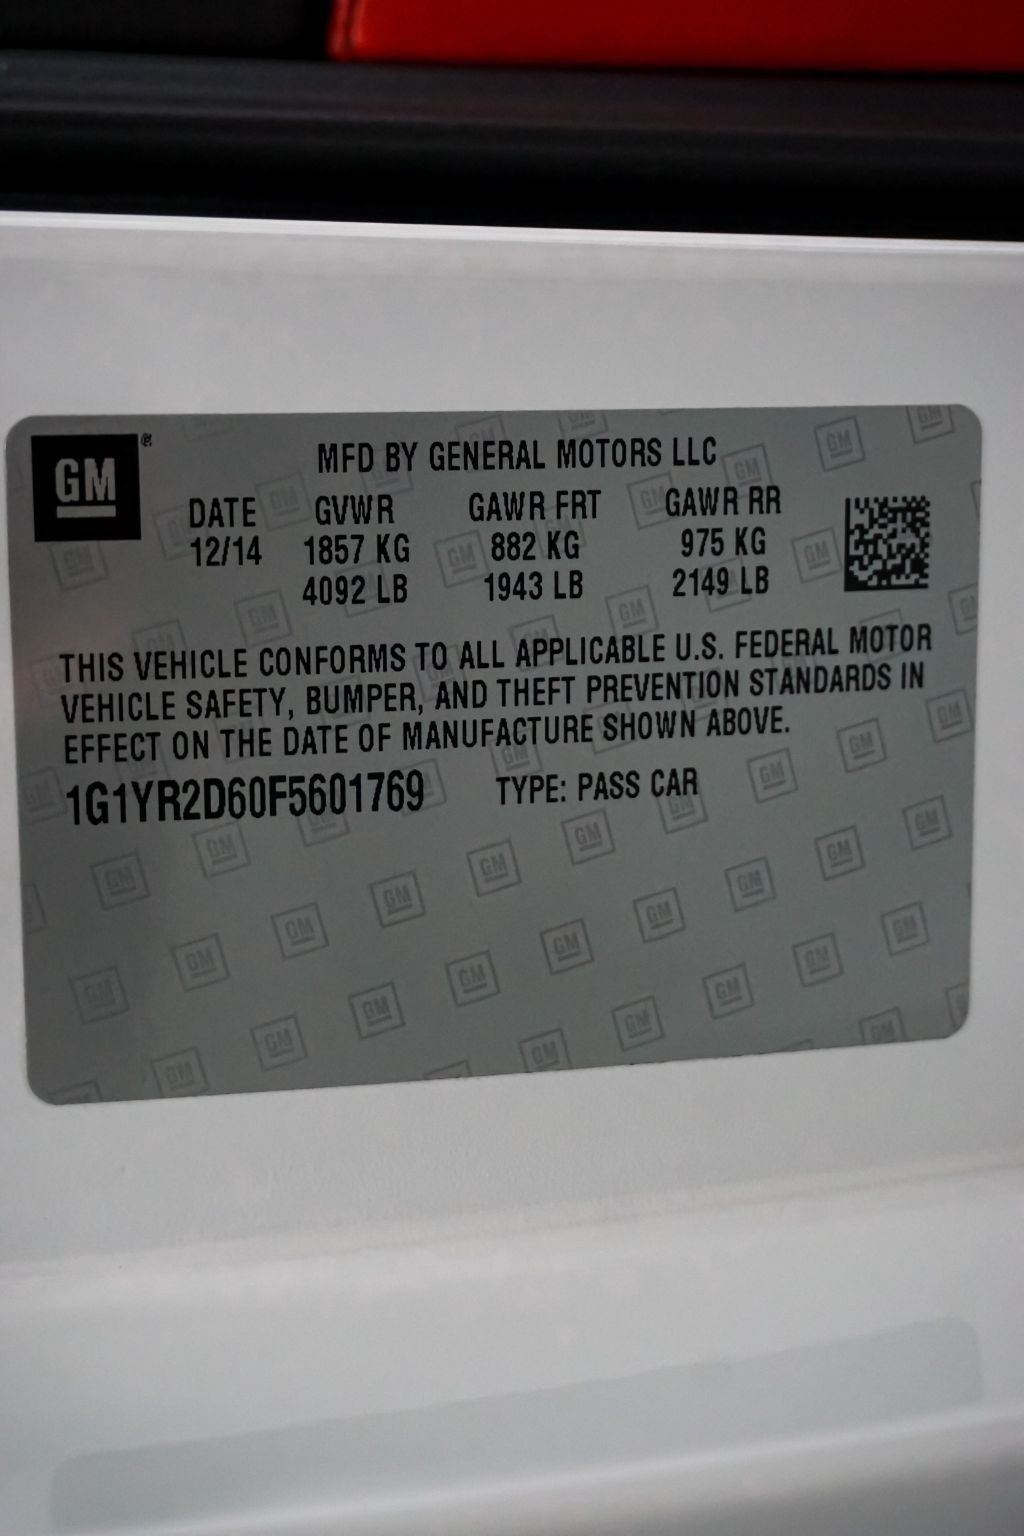 GM®
MFD BY GENERAL MOTORS LLC
DATE GVWR GAWR FRT GAWR RR
12/14 1857 KG 882 KG 975 KG
4092 LB 1943 LB 2149 LB
THIS VEHICLE CONFORMS TO ALL APPLICABLE U.S. FEDERAL MOTOR
VEHICLE SAFETY, BUMPER, AND THEFT PREVENTION STANDARDS IN
EFFECT ON THE DATE OF MANUFACTURE SHOWN ABOVE.
1G1YR2D60F5601769 TYPE: PASS CAR